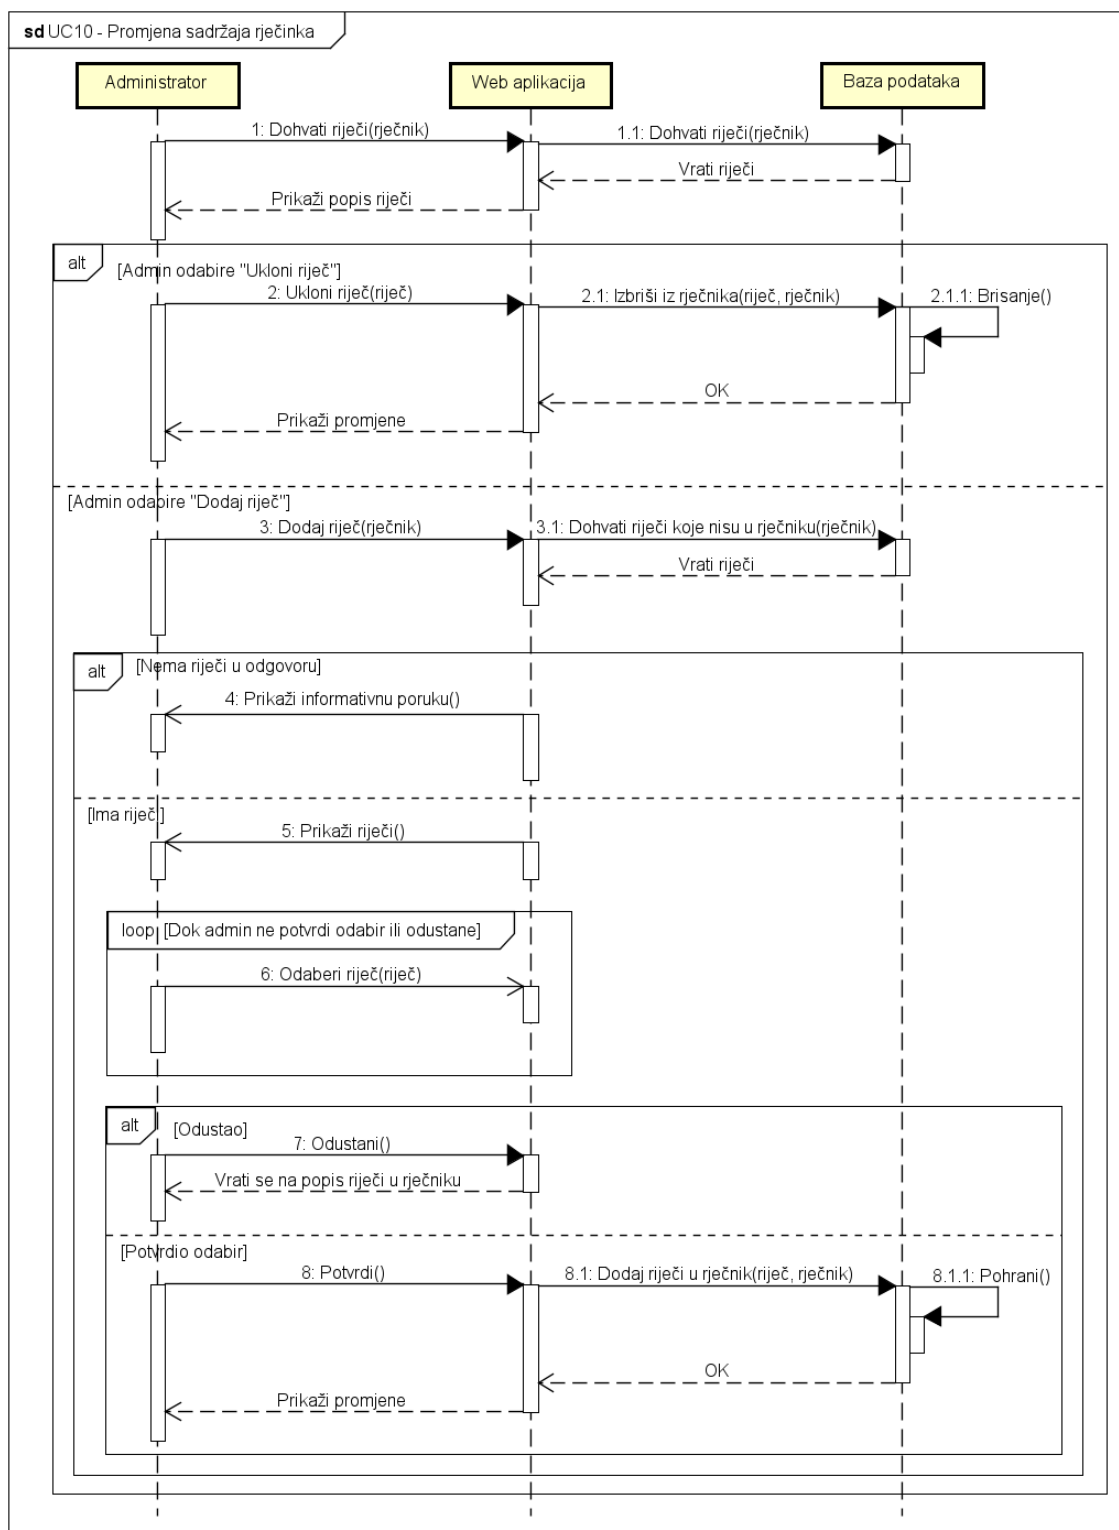 sd UC10 - Promjena sadržaja rječinka
Administrator
Web aplikacija
Baza podataka
1: Dohvati riječi(rječnik)
1.1: Dohvati riječi(rječnik)
Vrati riječi
Prikaži popis riječi
alt
[Admin odabire "Ukloni riječ"]
2: Ukloni riječ(riječ)
2.1: Izbriši iz rječnika(riječ, rječnik)
2.1.1: Brisanje()
OK
Prikaži promjene
[Admin odabire "Dodaj riječ"]
3: Dodaj riječ(rječnik)
3.1: Dohvati riječi koje nisu u rječniku(rječnik)
Vrati riječi
alt
[Nema riječi u odgovoru]
4: Prikaži informativnu poruku()
[Ima riječi]
5: Prikaži riječi()
loop [Dok admin ne potvrdi odabir ili odustane]
6: Odaberi riječ(riječ)
alt
[Odustao]
7: Odustani()
Vrati se na popis riječi u rječniku
[Potvrdio odabir]
8: Potvrdi()
8.1: Dodaj riječi u rječnik(riječ, rječnik)
8.1.1: Pohrani()
OK
Prikaži promjene